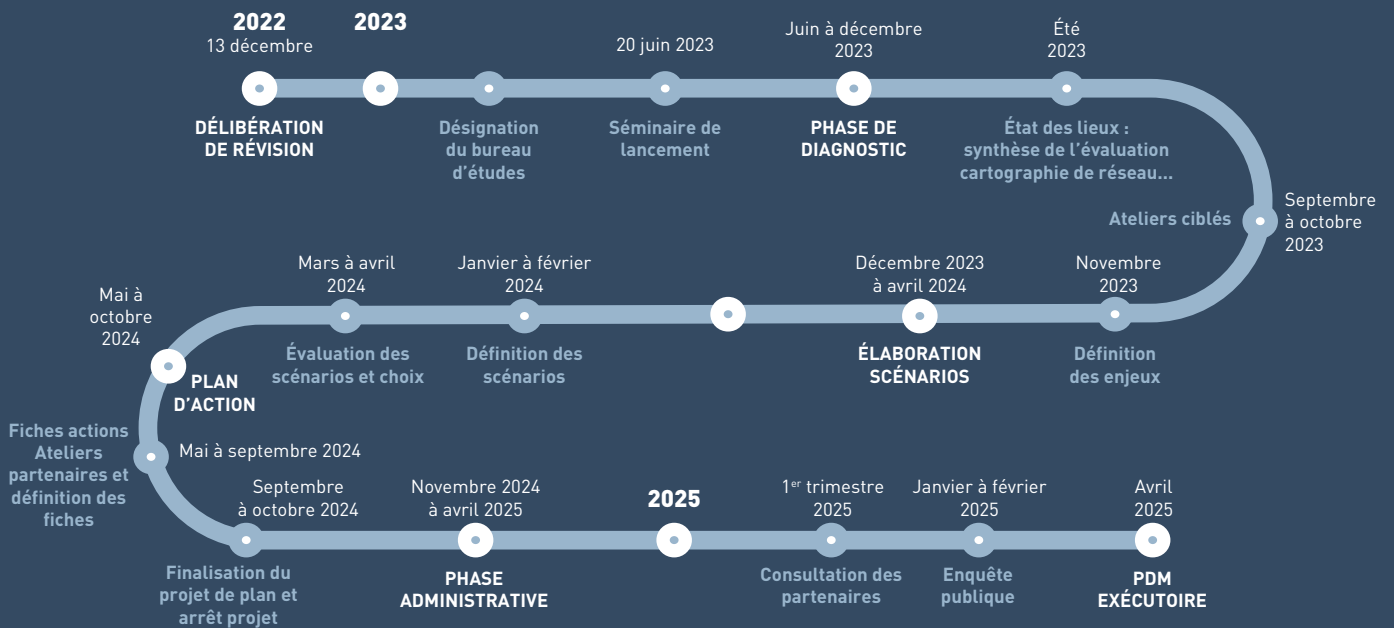 2022
13 décembre
DÉLIBÉRATION
DE RÉVISION
2023
Désignation
du bureau
d'études
20 juin 2023
Séminaire de
lancement
Juin à décembre
2023
PHASE DE
DIAGNOSTIC
Été
2023
État des lieux :
synthèse de l'évaluation
cartographie de réseau...
Septembre
à octobre
2023
Ateliers ciblés
Novembre
2023
Définition
des enjeux
Décembre 2023
à avril 2024
ÉLABORATION
SCÉNARIOS
Janvier à février
2024
Définition des
scénarios
Mars à avril
2024
Évaluation des
scénarios et choix
Mai à
octobre
2024
PLAN
D'ACTION
Mai à septembre 2024
Fiches actions
Ateliers
partenaires et
définition des
fiches
Septembre
à octobre 2024
Finalisation du
projet de plan et
arrêt projet
Novembre 2024
à avril 2025
PHASE
ADMINISTRATIVE
2025
1er trimestre
2025
Consultation des
partenaires
Janvier à février
2025
Enquête
publique
Avril
2025
PDM
EXÉCUTOIRE